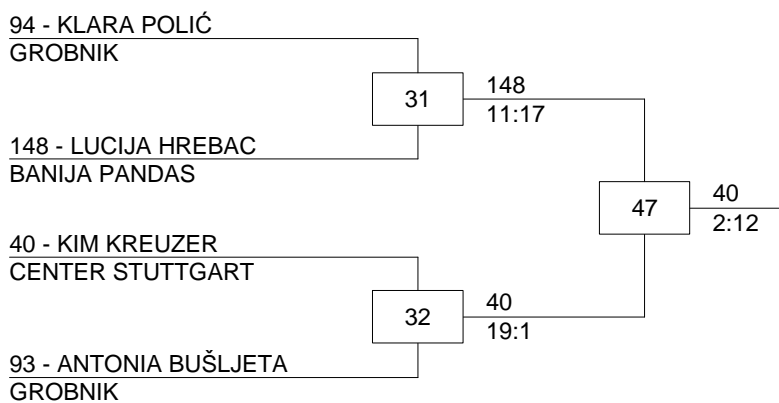 94 - KLARA POLIĆ
GROBNIK
31
148
11:17
148 - LUCIJA HREBAC
BANIJA PANDAS
47
40
2:12
40 - KIM KREUZER
CENTER STUTTGART
32
40
19:1
93 - ANTONIA BUŠLJETA
GROBNIK